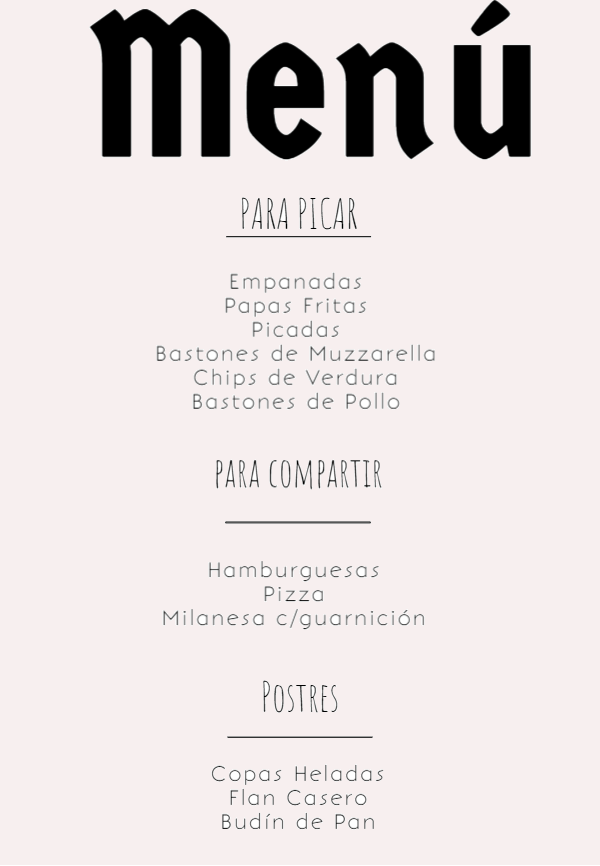 Menú
PARA PICAR
Empanadas
Papas Fritas
Picadas
Bastones de Muzzarella
Chips de Verdura
Bastones de Pollo
PARA COMPARTIR
Hamburguesas
Pizza
Milanesa c/guarnición
POSTRES
Copas Heladas
Flan Casero
Budín de Pan